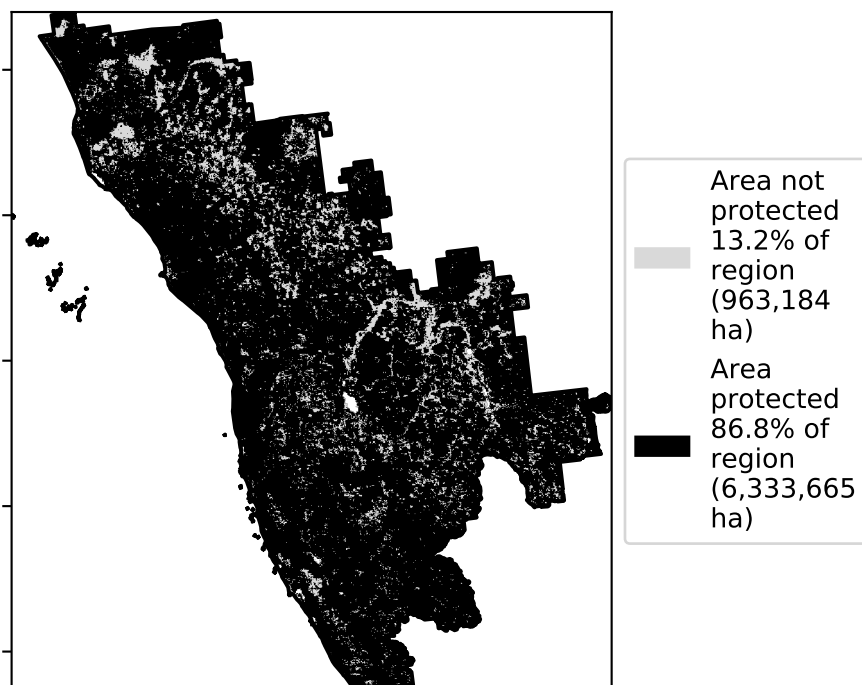 Area not
protected
13.2% of
region
(963,184
ha)
Area
protected
86.8% of
region
(6,333,665
ha)